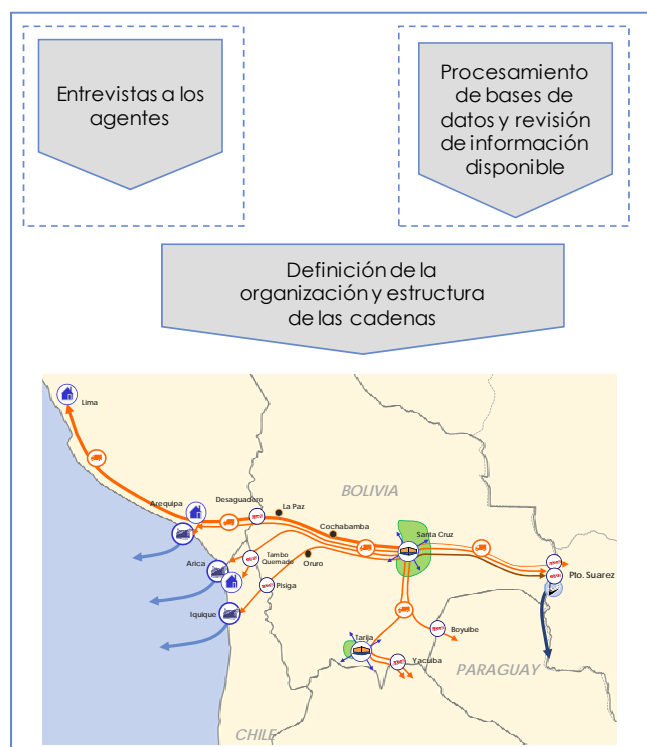 Entrevistas a los
agentes
Procesamiento
de bases de
datos y revisión
de información
disponible
Definición de la
organización y estructura
de las cadenas
Lima
BOLIVIA
Arequipa
Desaguadero
La Paz
Cochabamba
Santa Cruz
Arica
Tambo
Quemado
Oruro
Pto. Suarez
Pisiga
Iquique
Tarija
Boyuibe
Yacuiba
PARAGUAY
CHILE